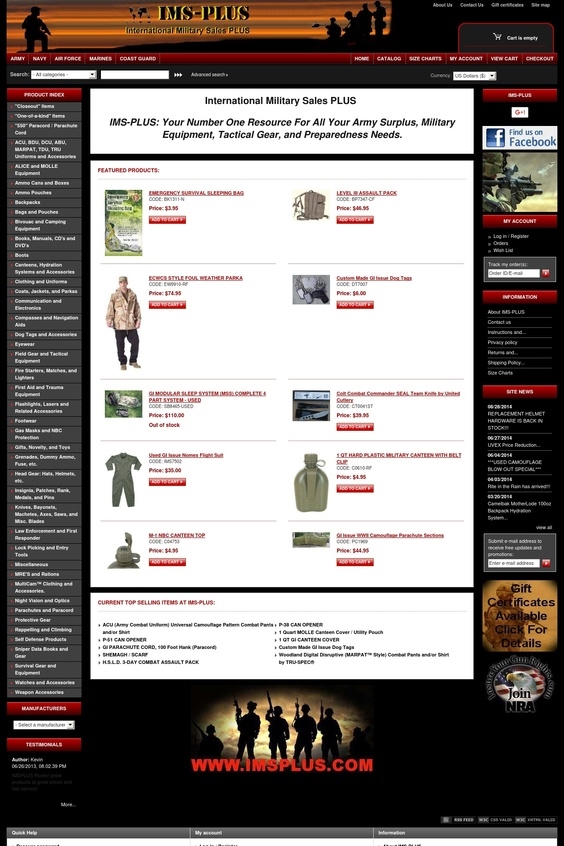 IMS-PLUS
International Military Sales PLUS
About Us Contact Us Gift certificates Site map
Cart is empty
ARMY NAVY AIR FORCE MARINES COAST GUARD
HOME CATALOG SIZE CHARTS MY ACCOUNT VIEW CART CHECKOUT
Search: - All categories - Advanced search
Currency US Dollars ($)
PRODUCT INDEX
"Closeout" Items
"One-of-a-kind" Items
"550" Paracord / Parachute
Cord
ACU, BDU, DCU, ABU,
MARPAT, TDU, TRU
Uniforms and Accessories
ALICE and MOLLE
Equipment
Ammo Cans and Boxes
Ammo Pouches
Backpacks
Bags and Pouches
Bivouac and Camping
Equipment
Books, Manuals, CD's and
DVD's
Boots
Canteens, Hydration
Systems and Accessories
Clothing and Uniforms
Coats, Jackets, and Parkas
Communication and
Electronics
Compasses and Navigation
Aids
Dog Tags and Accessories
Eyewear
Field Gear and Tactical
Equipment
Fire Starters, Matches, and
Lighters
First Aid and Trauma
Equipment
Flashlights, Lasers and
Related Accessories
Footwear
Gas Masks and NBC
Protection
Gifts, Novelty, and Toys
Grenades, Dummy Ammo,
Fuse, etc.
Head Gear: Hats, Helmets,
etc.
Insignia, Patches, Rank,
Medals, and Pins
Knives, Bayonets,
Machetes, Axes, Saws, and
Misc. Blades
Law Enforcement and First
Responder
Lock Picking and Entry
Tools
Miscellaneous
MRE'S and Rations
MultiCam™ Clothing and
Accessories.
Night Vision and Optics
Parachutes and Paracord
Protective Gear
Rappelling and Climbing
Self Defense Products
Sniper Data Books and
Gear
Survival Gear and
Equipment
Watches and Accessories
Weapon Accessories
MANUFACTURERS
- Select a manufacturer
TESTIMONIALS
Author: Kevin
06/26/2013, 08:02:39 PM
More...
International Military Sales PLUS
IMS-PLUS: Your Number One Resource For All Your Army Surplus, Military
Equipment, Tactical Gear, and Preparedness Needs.
FEATURED PRODUCTS:
EMERGENCY SURVIVAL SLEEPING BAG
CODE: BK1311-N
Price: $3.95
ADD TO CART
LEVEL III ASSAULT PACK
CODE: BP7347-CF
Price: $46.95
ADD TO CART
ECWCS STYLE FOUL WEATHER PARKA
CODE: EW9910-RF
Price: $74.95
ADD TO CART
Custom Made GI Issue Dog Tags
CODE: DT7007
Price: $6.00
ADD TO CART
GI MODULAR SLEEP SYSTEM (MSS) COMPLETE 4
PART SYSTEM - USED
CODE: SB8465-USED
Price: $110.00
Out of stock
Colt Combat Commander SEAL Team Knife by United
Cutlery
CODE: CT0041ST
Price: $39.95
ADD TO CART
Used GI Issue Nomex Flight Suit
CODE: IMS7502
Price: $35.00
ADD TO CART
1 QT HARD PLASTIC MILITARY CANTEEN WITH BELT
CLIP
CODE: C0610-RF
Price: $4.95
ADD TO CART
M-1 NBC CANTEEN TOP
CODE: C04753
Price: $4.95
ADD TO CART
GI Issue WWII Camouflage Parachute Sections
CODE: PC1969
Price: $44.95
ADD TO CART
CURRENT TOP SELLING ITEMS AT IMS-PLUS:
ACU (Army Combat Uniform) Universal Camouflage Pattern Combat Pants
and/or Shirt
P-51 CAN OPENER
GI PARACHUTE CORD, 100 Foot Hank (Paracord)
SHEMAGH / SCARF
H.S.L.D. 3-DAY COMBAT ASSAULT PACK
P-38 CAN OPENER
1 Quart MOLLE Canteen Cover / Utility Pouch
1 QT GI CANTEEN COVER
Custom Made GI Issue Dog Tags
Woodland Digital Disruptive (MARPAT™ Style) Combat Pants and/or Shirt
by TRU-SPEC®
WWW.IMSPLUS.COM
IMS-PLUS
G+1
Find us on
Facebook
MY ACCOUNT
Log in / Register
Orders
Wish List
Track my order(s):
Order ID/E-mail
INFORMATION
About IMS-PLUS
Contact us
Instructions and...
Privacy policy
Returns and...
Shipping Policy...
Size Charts
SITE NEWS
08/28/2014
REPLACEMENT HELMET
HARDWARE IS BACK IN
STOCK!!!
06/27/2014
UVEX Price Reduction...
06/04/2014
***USED CAMOUFLAGE
BLOW OUT SPECIAL***
04/03/2014
Rite in the Rain has arrived!!!
03/20/2014
Camelbak MotherLode 100oz
Backpack Hydration
System...
view all
Submit e-mail address to
receive free updates and
promotions:
Enter e-mail address
Gift
Certificates
Available
Click For
Details
Join
NRA
RSS FEED W3C CSS VALID W3C XHTML VALID
Quick Help My account Information